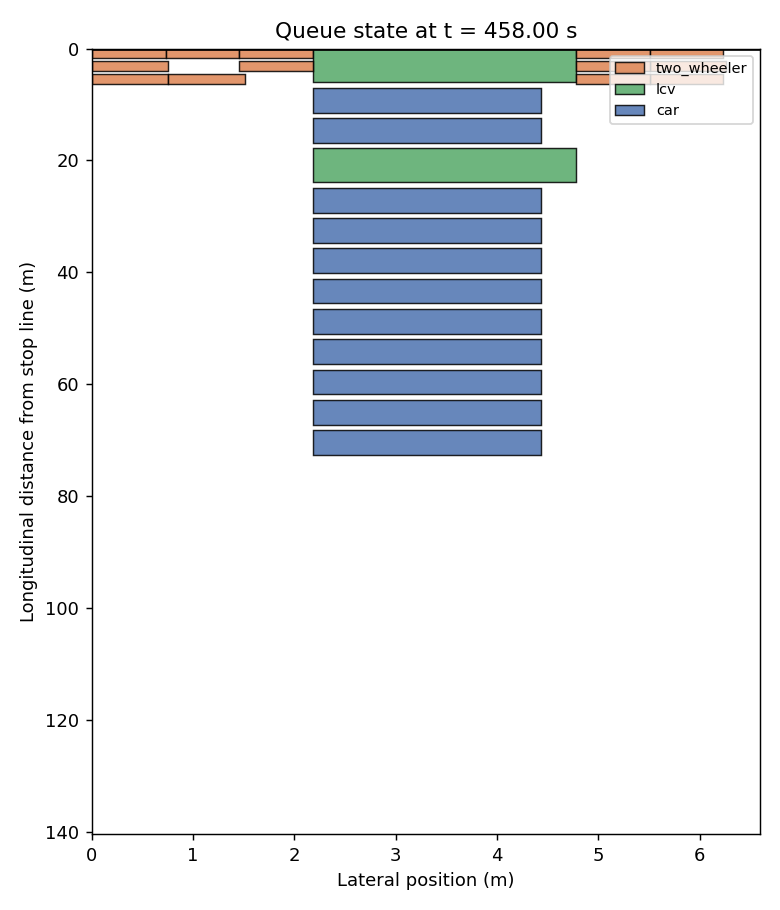 Queue state at t = 458.00 s
two_wheeler
lcv
car
0
20
40
60
80
100
120
140
Longitudinal distance from stop line (m)
0 1 2 3 4 5 6
Lateral position (m)